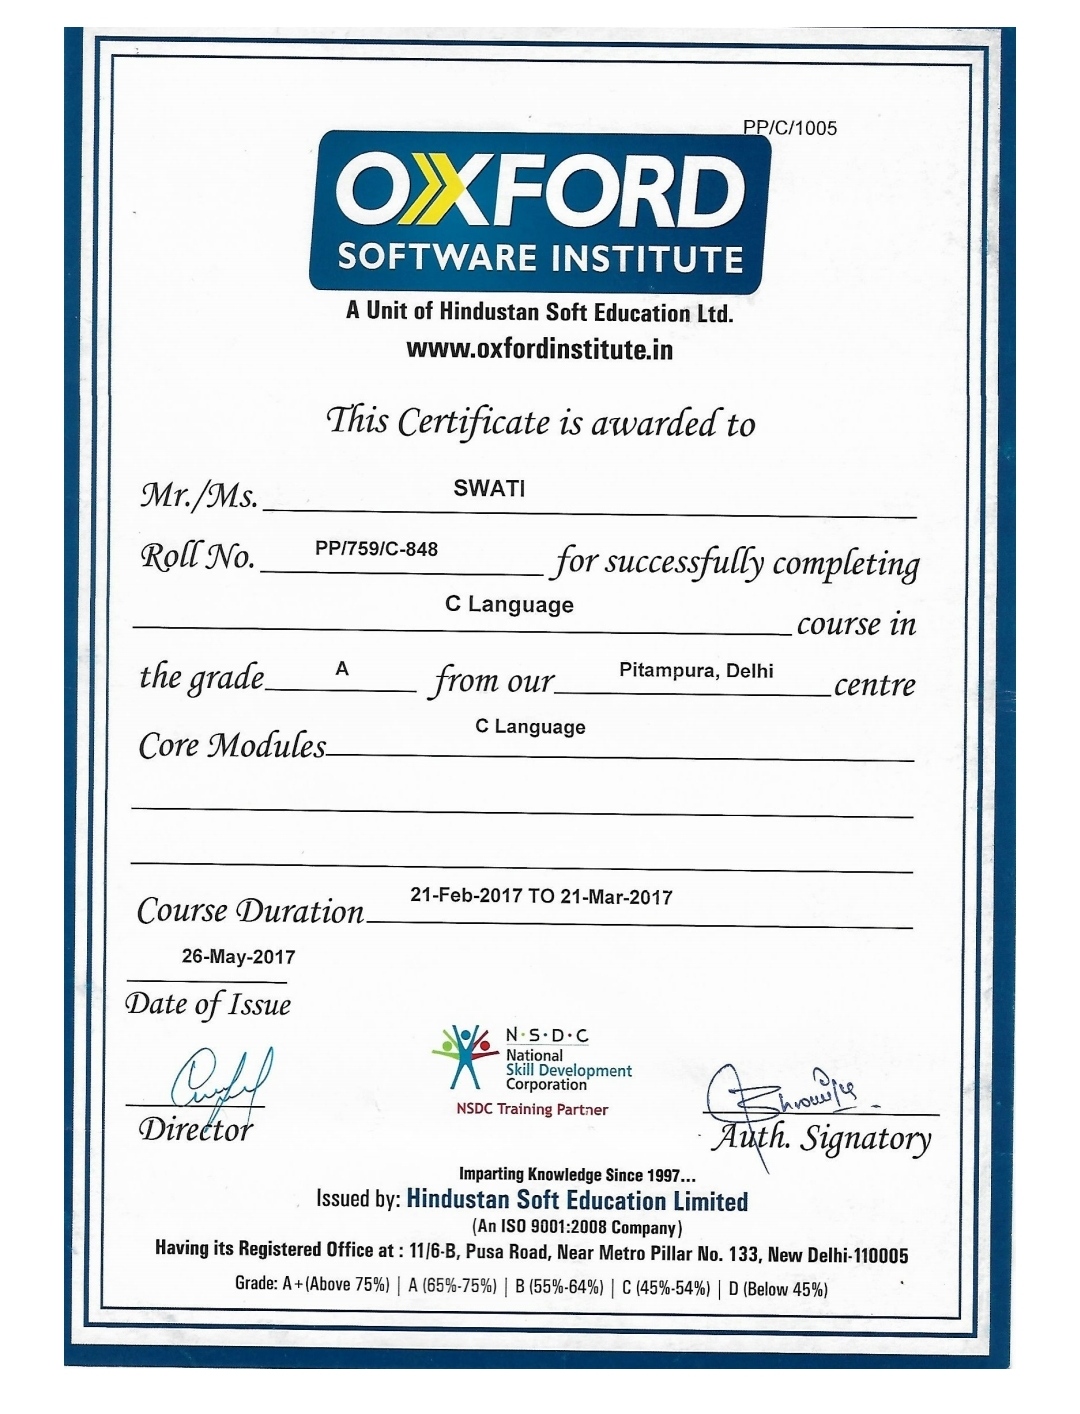 PP/C/1005
OXFORD
SOFTWARE INSTITUTE
A Unit of Hindustan Soft Education Ltd.
www.oxfordinstitute.in
This Certificate is awarded to
Mr./Ms. SWATI
Roll No. PP/759/C-848 for successfully completing
C Language course in
the grade A from our Pitampura, Delhi centre
Core Modules C Language
Course Duration 21-Feb-2017 TO 21-Mar-2017
26-May-2017
Date of Issue
N·S·D·C
National
Skill Development
Corporation
NSDC Training Partner
Director
Auth. Signatory
Imparting Knowledge Since 1997...
Issued by: Hindustan Soft Education Limited
(An ISO 9001:2008 Company)
Having its Registered Office at : 11/6-B, Pusa Road, Near Metro Pillar No. 133, New Delhi-110005
Grade: A+(Above 75%) | A (65%-75%) | B (55%-64%) | C (45%-54%) | D (Below 45%)